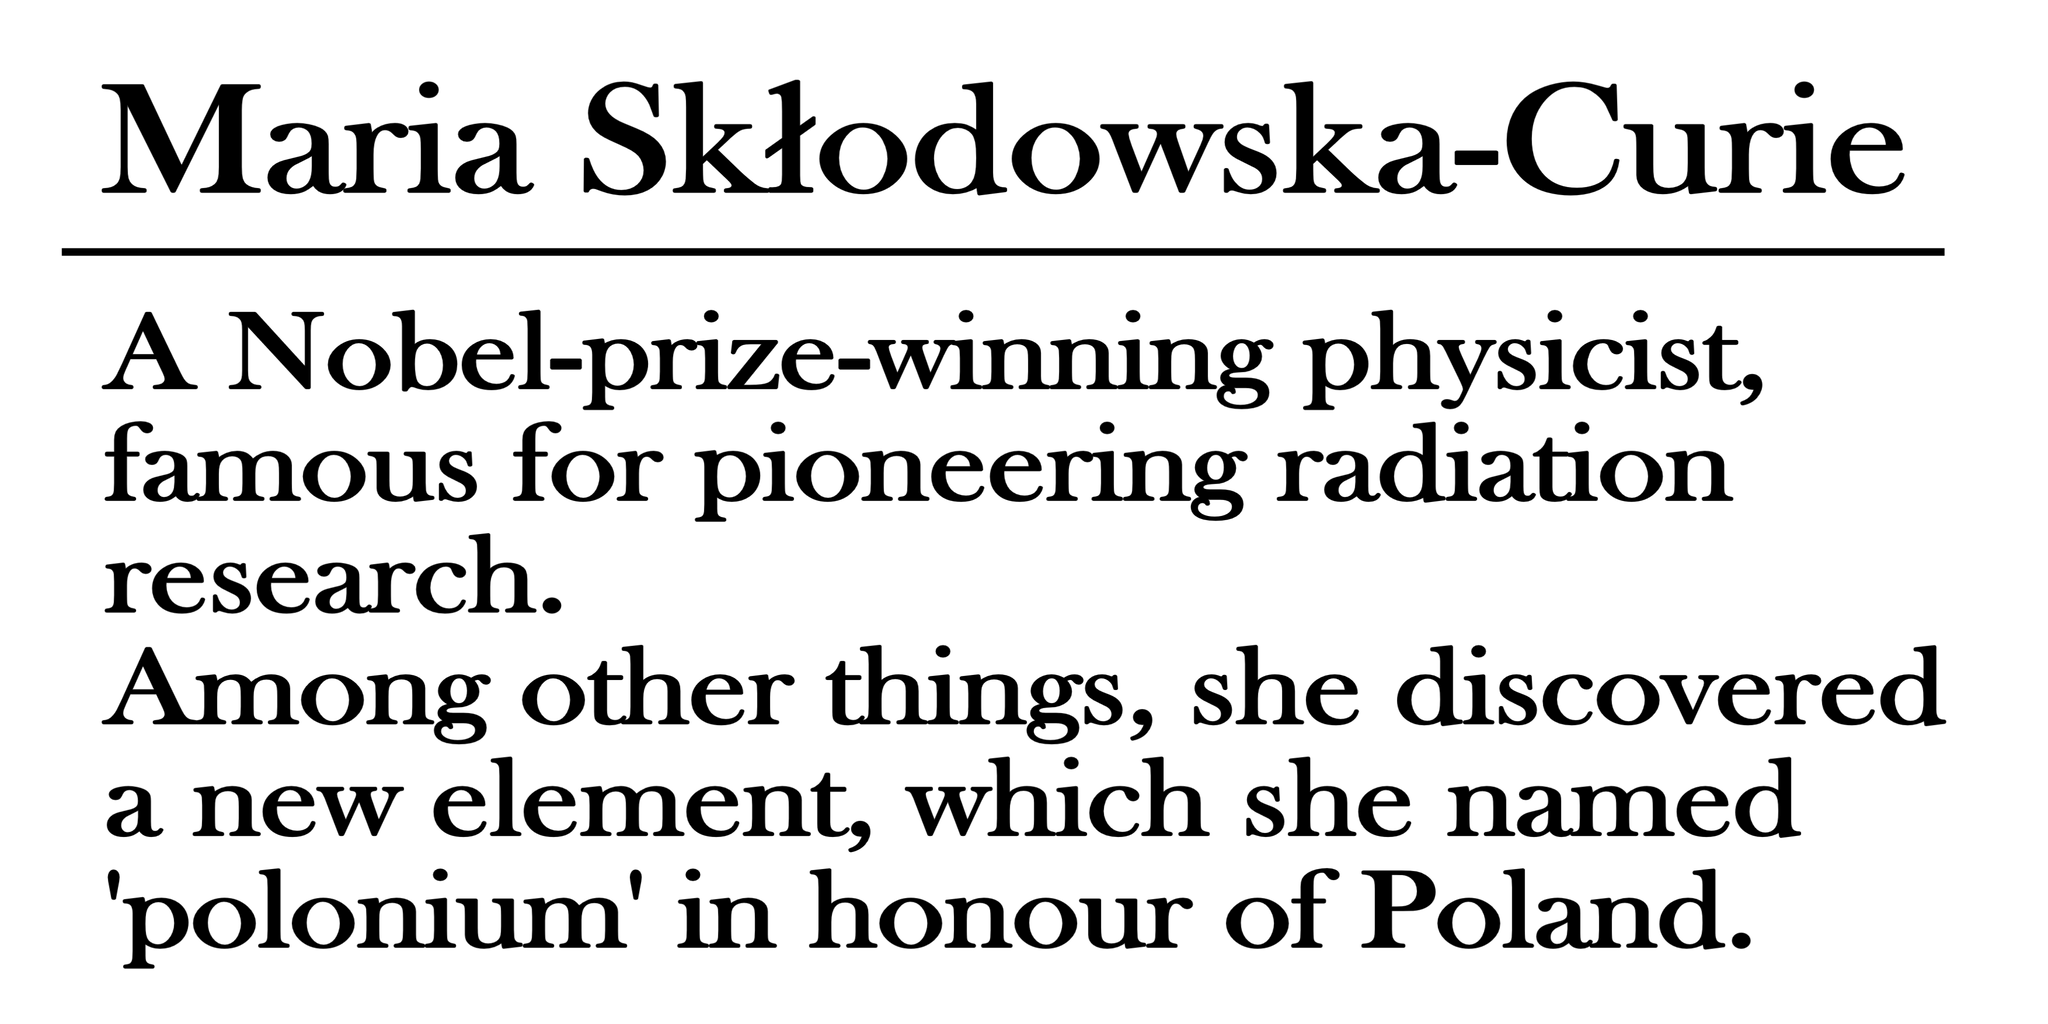 Maria Skłodowska-Curie
A Nobel-prize-winning physicist,
famous for pioneering radiation
research.
Among other things, she discovered
a new element, which she named
'polonium' in honour of Poland.